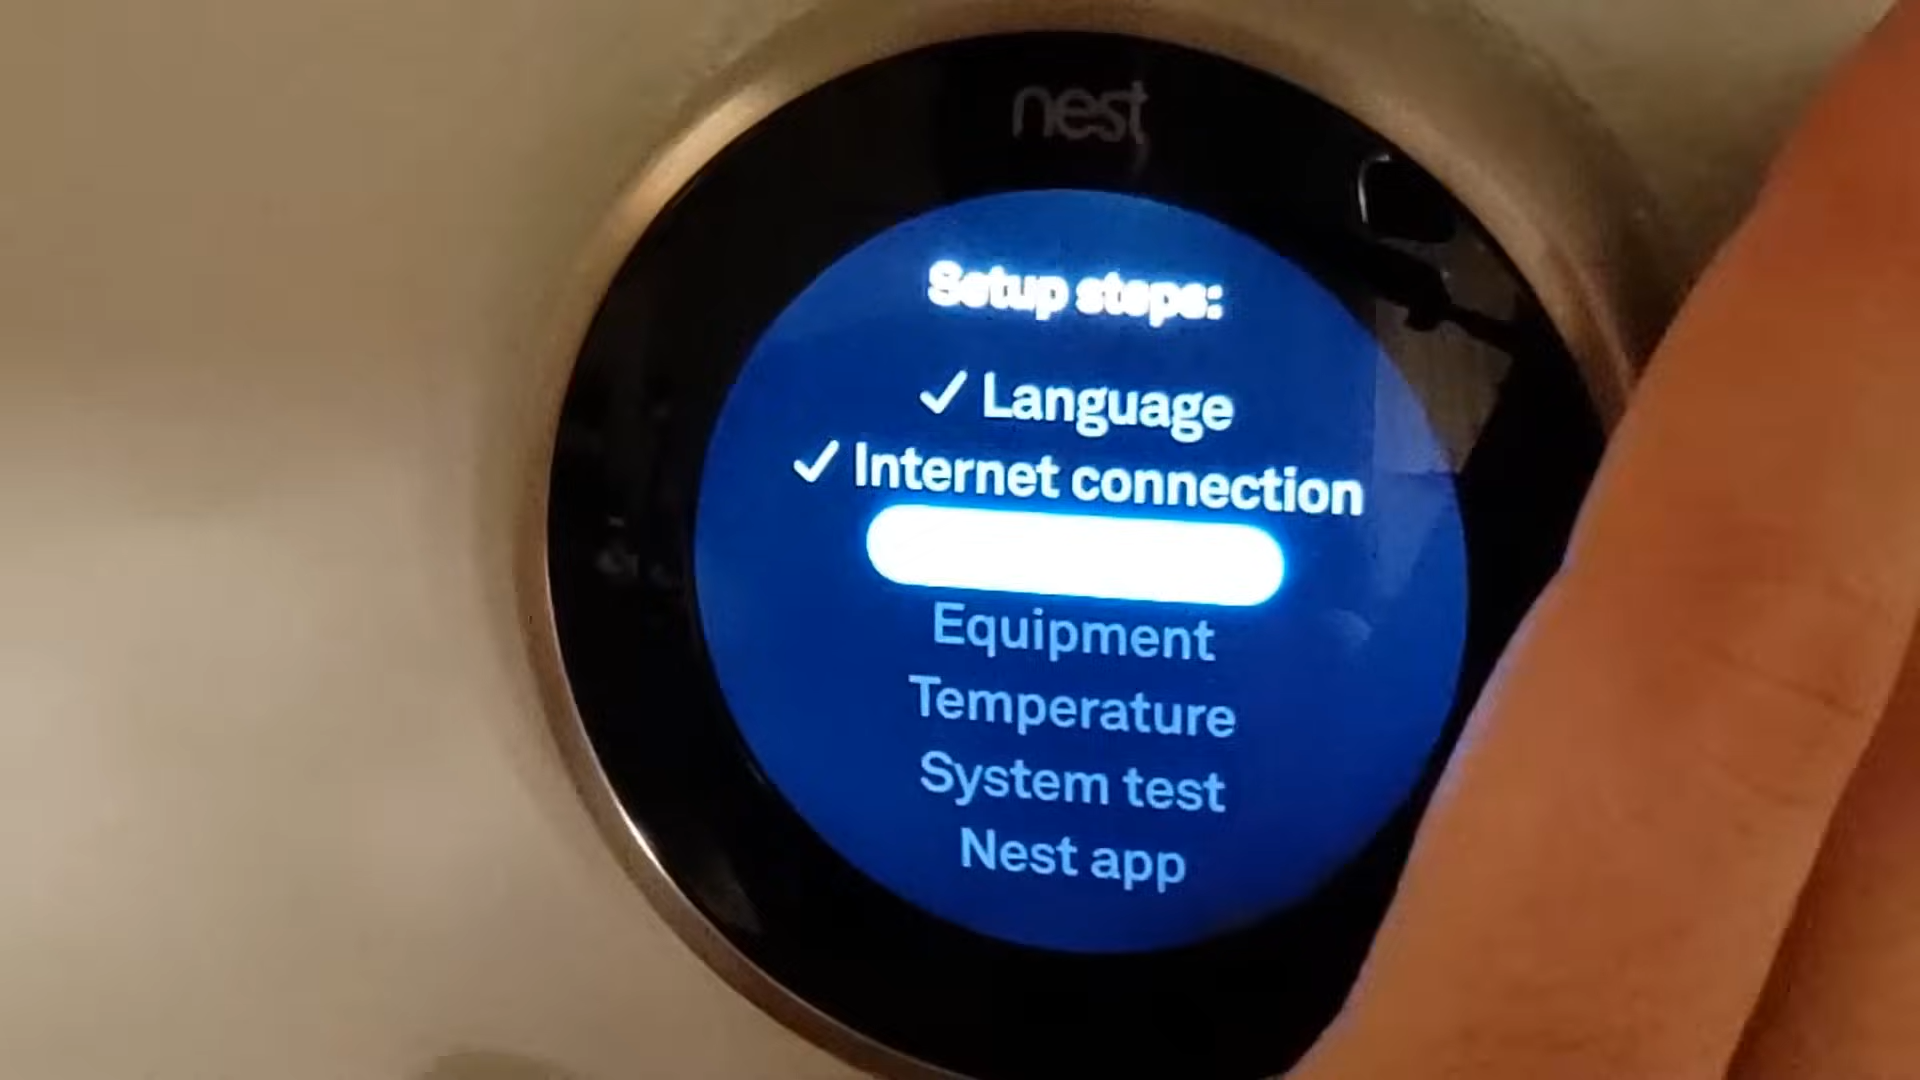 nest
Setup steps:
✓ Language
✓ Internet connection
Equipment
Temperature
System test
Nest app